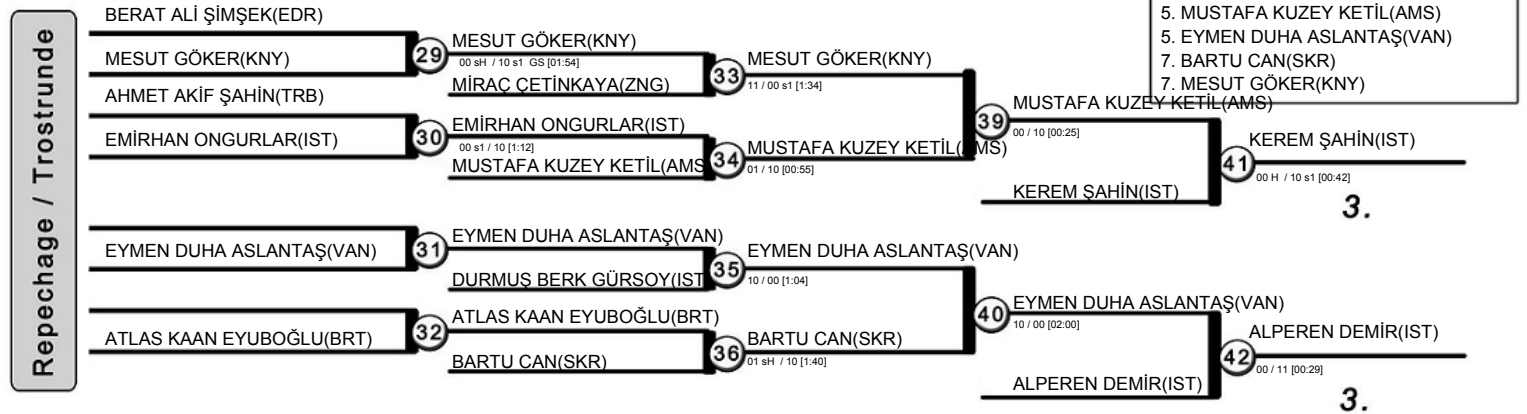 Repechage / Trostrunde
BERAT ALİ ŞİMŞEK(EDR)
MESUT GÖKER(KNY)
AHMET AKİF ŞAHİN(TRB)
EMİRHAN ONGURLAR(IST)
EYMEN DUHA ASLANTAŞ(VAN)
ATLAS KAAN EYUBOĞLU(BRT)
29
30
31
32
MESUT GÖKER(KNY)
00 sH / 10 s1 GS [01:54]
MİRAÇ ÇETİNKAYA(ZNG)
EMİRHAN ONGURLAR(IST)
00 s1 / 10 [1:12]
MUSTAFA KUZEY KETİL(AMS
EYMEN DUHA ASLANTAŞ(VAN)
DURMUŞ BERK GÜRSOY(IST
ATLAS KAAN EYUBOĞLU(BRT)
BARTU CAN(SKR)
33
34
35
36
MESUT GÖKER(KNY)
11 / 00 s1 [1:34]
MUSTAFA KUZEY KETİL(AMS)
01 / 10 [00:55]
EYMEN DUHA ASLANTAŞ(VAN)
10 / 00 [1:04]
BARTU CAN(SKR)
01 sH / 10 [1:40]
39
40
MUSTAFA KUZEY KETİL(AMS)
00 / 10 [00:25]
KEREM ŞAHİN(IST)
EYMEN DUHA ASLANTAŞ(VAN)
10 / 00 [02:00]
ALPEREN DEMİR(IST)
41
42
KEREM ŞAHİN(IST)
00 H / 10 s1 [00:42]
3.
ALPEREN DEMİR(IST)
00 / 11 [00:29]
3.
5. MUSTAFA KUZEY KETİL(AMS)
5. EYMEN DUHA ASLANTAŞ(VAN)
7. BARTU CAN(SKR)
7. MESUT GÖKER(KNY)